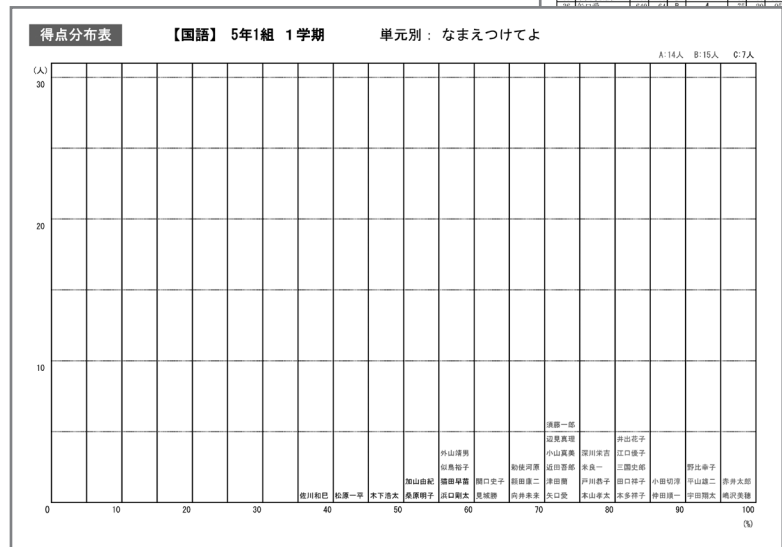 得点分布表 【国語】 5年1組 1学期 単元別： なまえつけてよ
A:14人 B:15人 C:7人
(人)
30
20
10
須藤一郎
辺見真理 井出花子
外山靖男 小山真美 深川栄吉 江口優子
加山由紀 似鳥裕子 勅使河原 近田吾郎 米良一 三国史郎 野比幸子
猫田早苗 関口史子 額田康二 津田蘭 戸川恭子 田口祥子 小田切淳 平山雄二 赤井太郎
佐川和巳 松原一平 木下浩太 桑原明子 浜口剛太 見城勝 向井未来 矢口愛 本山孝太 本多祥子 仲田順一 宇田翔太 嶋沢美穂
0 10 20 30 40 50 60 70 80 90 100
(%)